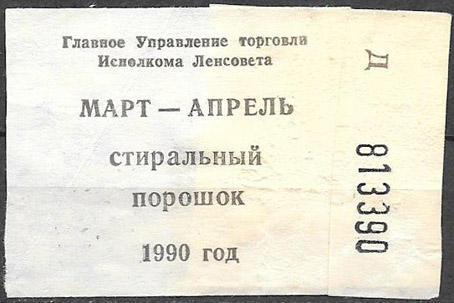 Главное Управление торговли
Исполкома Ленсовета
МАРТ — АПРЕЛЬ
стиральный
порошок
1990 год
Д
813390